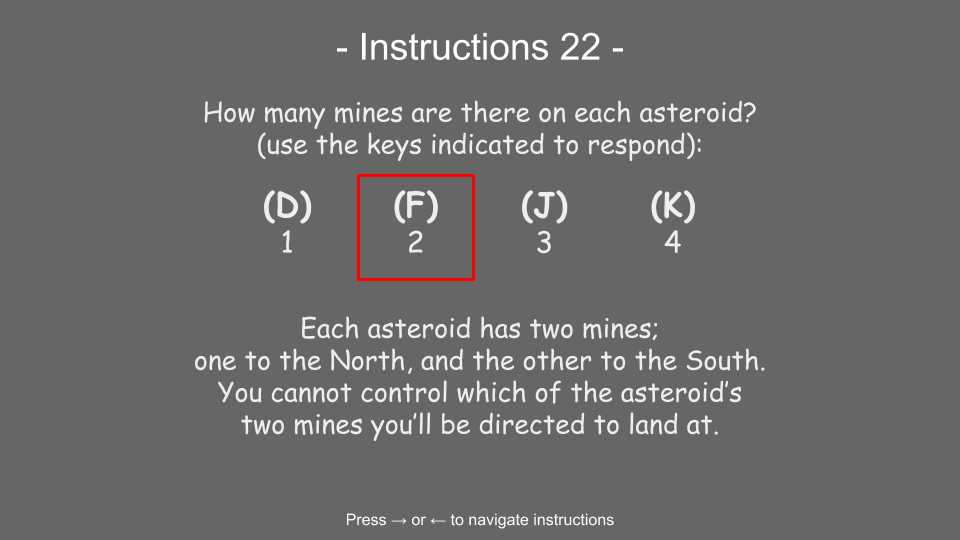 - Instructions 22 -
How many mines are there on each asteroid?
(use the keys indicated to respond):
(D) (F) (J) (K)
1 2 3 4
Each asteroid has two mines;
one to the North, and the other to the South.
You cannot control which of the asteroid’s
two mines you’ll be directed to land at.
Press → or ← to navigate instructions